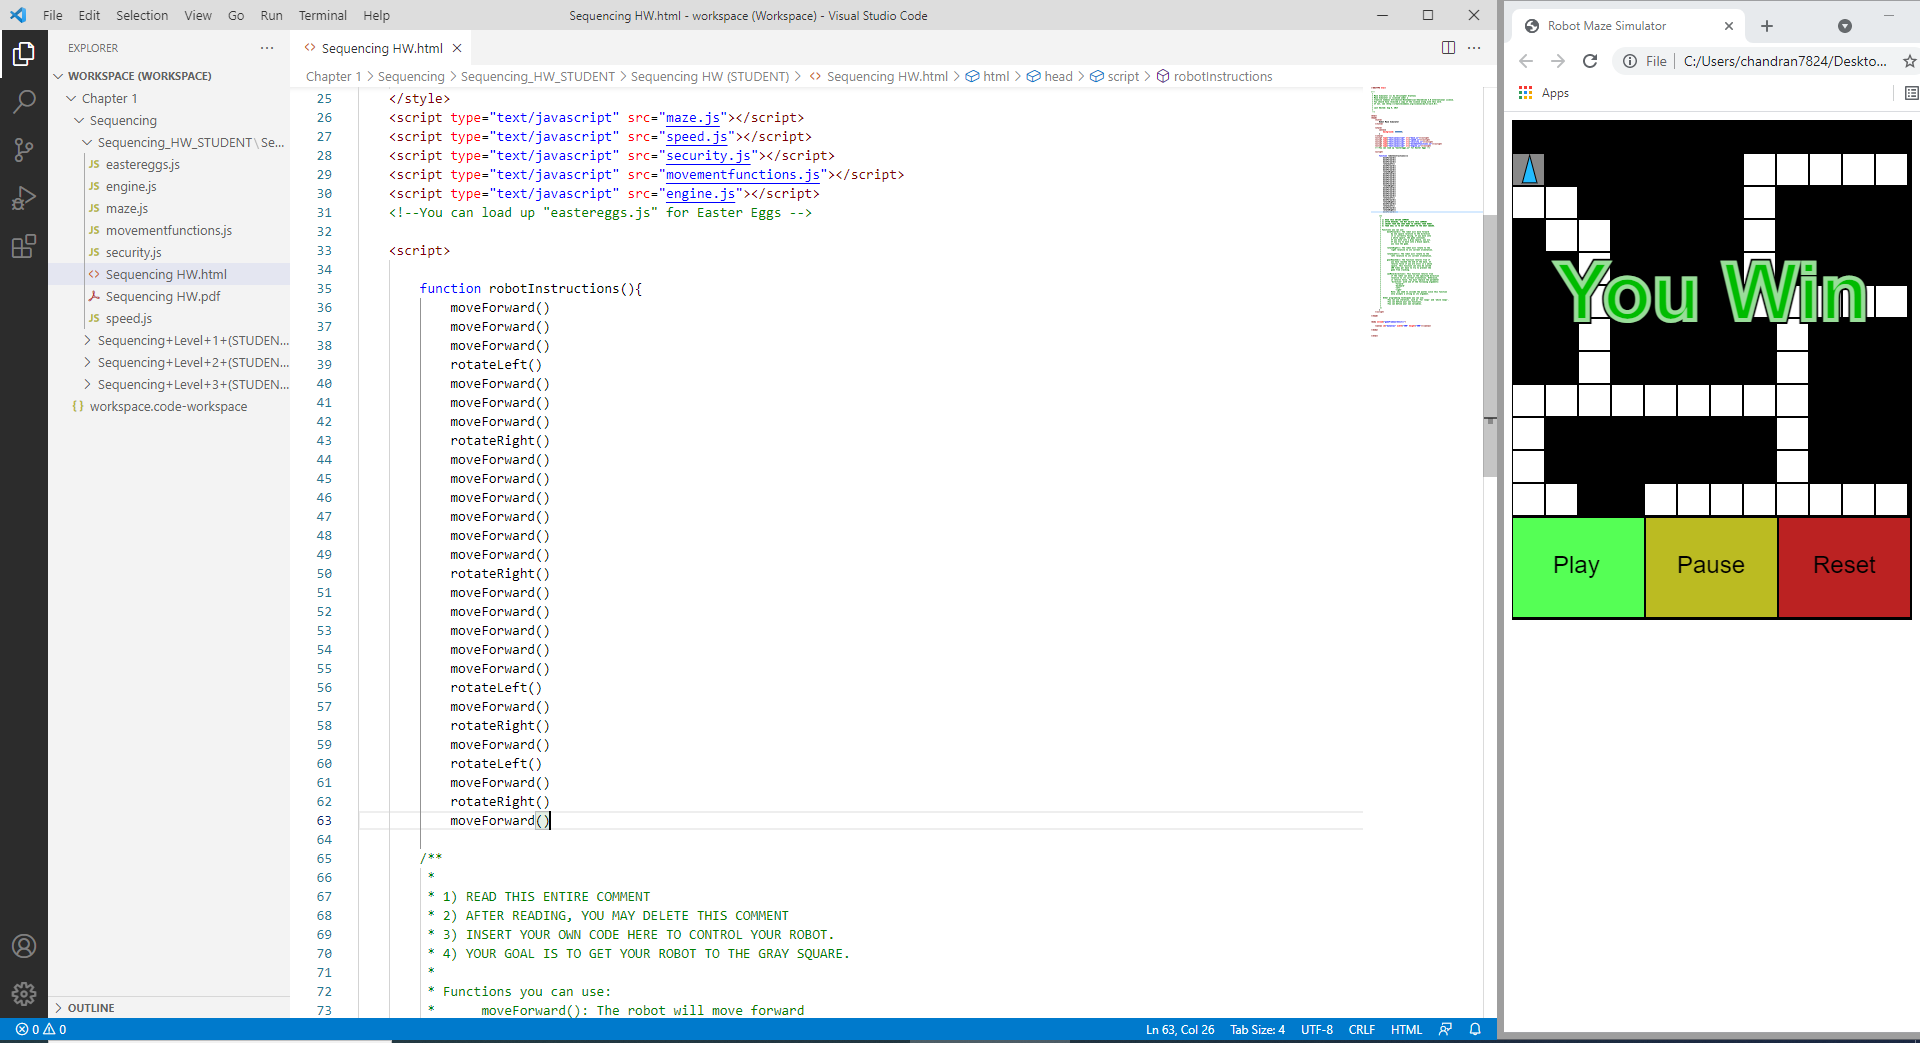 File Edit Selection View Go Run Terminal Help
Sequencing HW.html - workspace (Workspace) - Visual Studio Code
EXPLORER
WORKSPACE (WORKSPACE)
Chapter 1
Sequencing
Sequencing_HW_STUDENT \ Se...
JS eastereggs.js
JS engine.js
JS maze.js
JS movementfunctions.js
JS security.js
<> Sequencing HW.html
Sequencing HW.pdf
JS speed.js
Sequencing+Level+1+(STUDEN...
Sequencing+Level+2+(STUDEN...
Sequencing+Level+3+(STUDEN...
{} workspace.code-workspace
OUTLINE
<> Sequencing HW.html
Chapter 1 > Sequencing > Sequencing_HW_STUDENT > Sequencing HW (STUDENT) > <> Sequencing HW.html > html > head > script > robotInstructions
25 </style>
26 <script type="text/javascript" src="maze.js"></script>
27 <script type="text/javascript" src="speed.js"></script>
28 <script type="text/javascript" src="security.js"></script>
29 <script type="text/javascript" src="movementfunctions.js"></script>
30 <script type="text/javascript" src="engine.js"></script>
31 <!--You can load up "eastereggs.js" for Easter Eggs -->
32
33 <script>
34
35 function robotInstructions(){
36 moveForward()
37 moveForward()
38 moveForward()
39 rotateLeft()
40 moveForward()
41 moveForward()
42 moveForward()
43 rotateRight()
44 moveForward()
45 moveForward()
46 moveForward()
47 moveForward()
48 moveForward()
49 moveForward()
50 rotateRight()
51 moveForward()
52 moveForward()
53 moveForward()
54 moveForward()
55 moveForward()
56 rotateLeft()
57 moveForward()
58 rotateRight()
59 moveForward()
60 rotateLeft()
61 moveForward()
62 rotateRight()
63 moveForward()
64
65 /**
66 *
67 * 1) READ THIS ENTIRE COMMENT
68 * 2) AFTER READING, YOU MAY DELETE THIS COMMENT
69 * 3) INSERT YOUR OWN CODE HERE TO CONTROL YOUR ROBOT.
70 * 4) YOUR GOAL IS TO GET YOUR ROBOT TO THE GRAY SQUARE.
71 *
72 * Functions you can use:
73 * moveForward(): The robot will move forward
0 0
Ln 63, Col 26 Tab Size: 4 UTF-8 CRLF HTML
Robot Maze Simulator
File C:/Users/chandran7824/Deskto...
Apps
You Win
Play Pause Reset